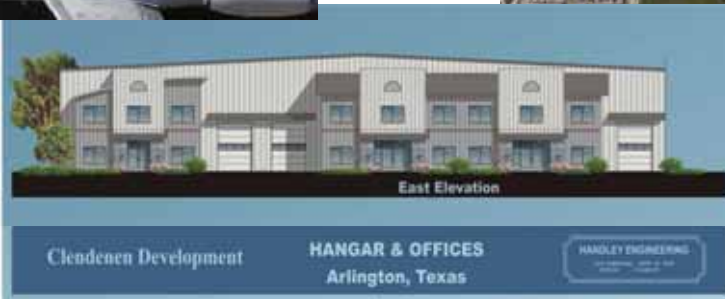 East Elevation
Clendenen Development
HANGAR & OFFICES
Arlington, Texas
HANDLEY ENGINEERING